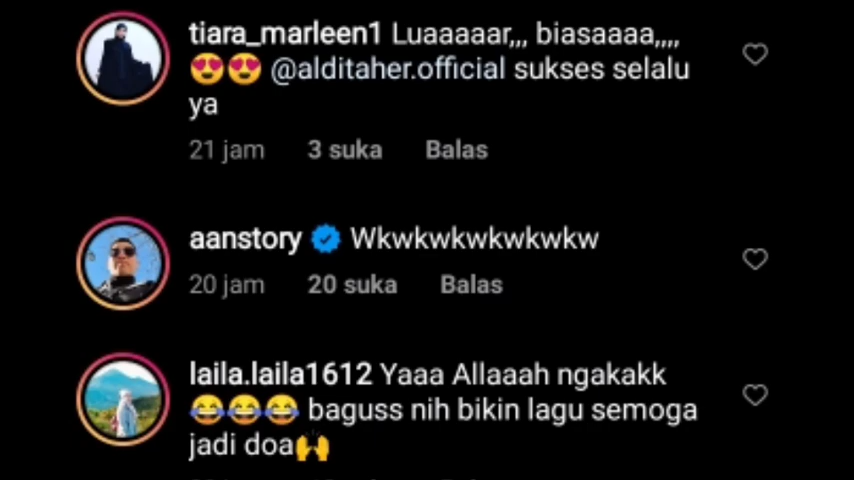 tiara_marleen1 Luaaaaar,,, biasaaaa,,,,
😍😍 @alditaher.official sukses selalu
ya
21 jam 3 suka Balas
aanstory Wkwkwkwkwkwkw
20 jam 20 suka Balas
laila.laila1612 Yaaa Allaaah ngakakk
😂😂😂 baguss nih bikin lagu semoga
jadi doa🙌